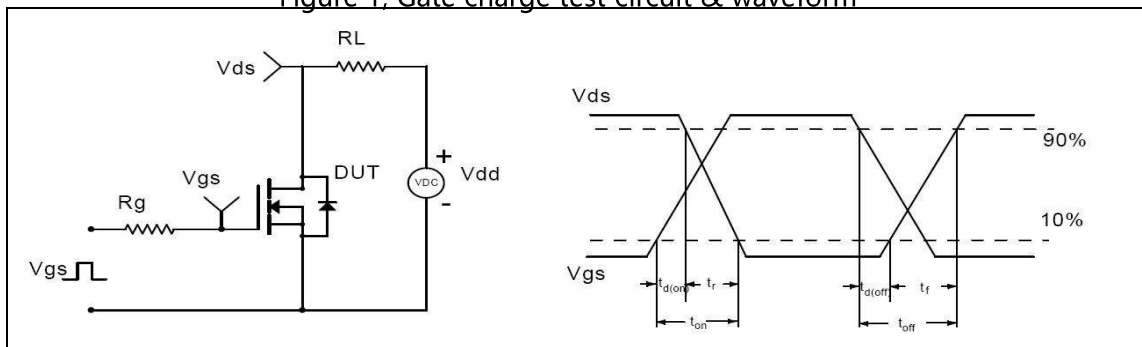 Figure 1, Gate charge test circuit & waveform
RL
Vds
Vgs
Rg
DUT
VDC
+
-
Vdd
Vgs
Vds
90%
10%
Vgs
td(on)
tr
td(off)
tf
ton
toff